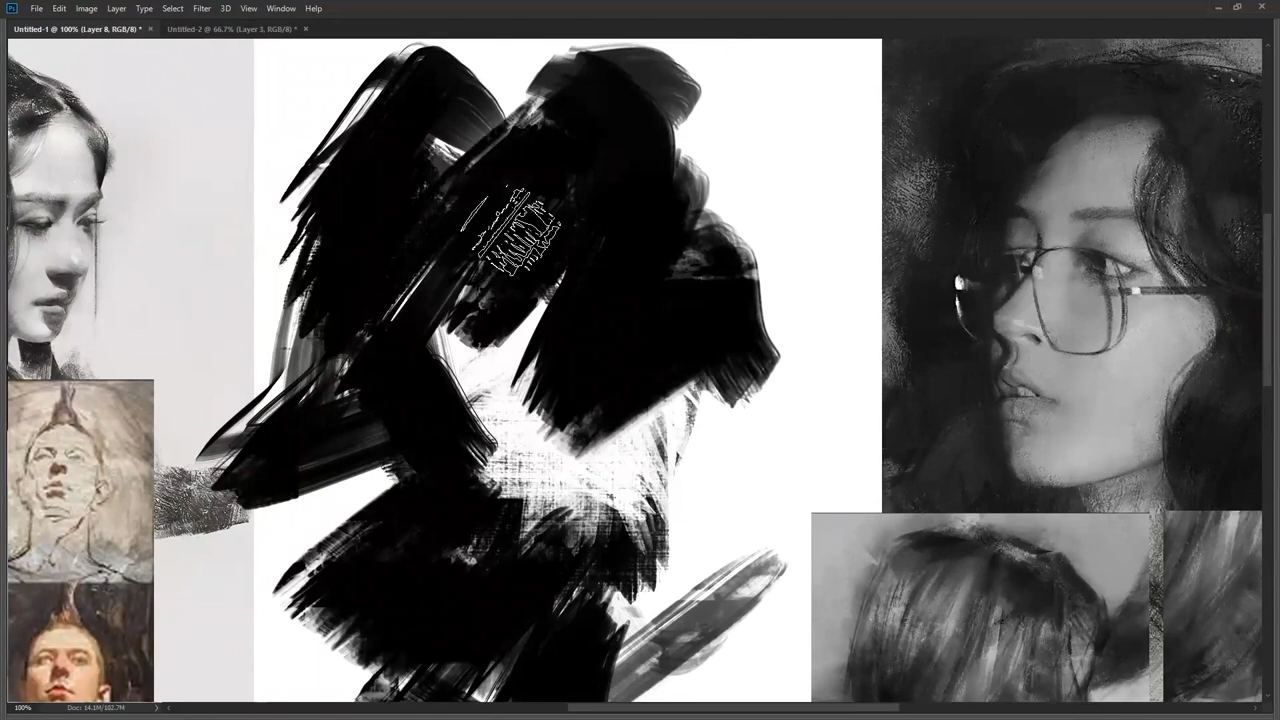 Ps File Edit Image Layer Type Select Filter 3D View Window Help
Untitled-1 @ 100% (Layer 8, RGB/8) * × Untitled-2 @ 66.7% (Layer 3, RGB/8) * ×
100% Doc: 14.1M/102.7M